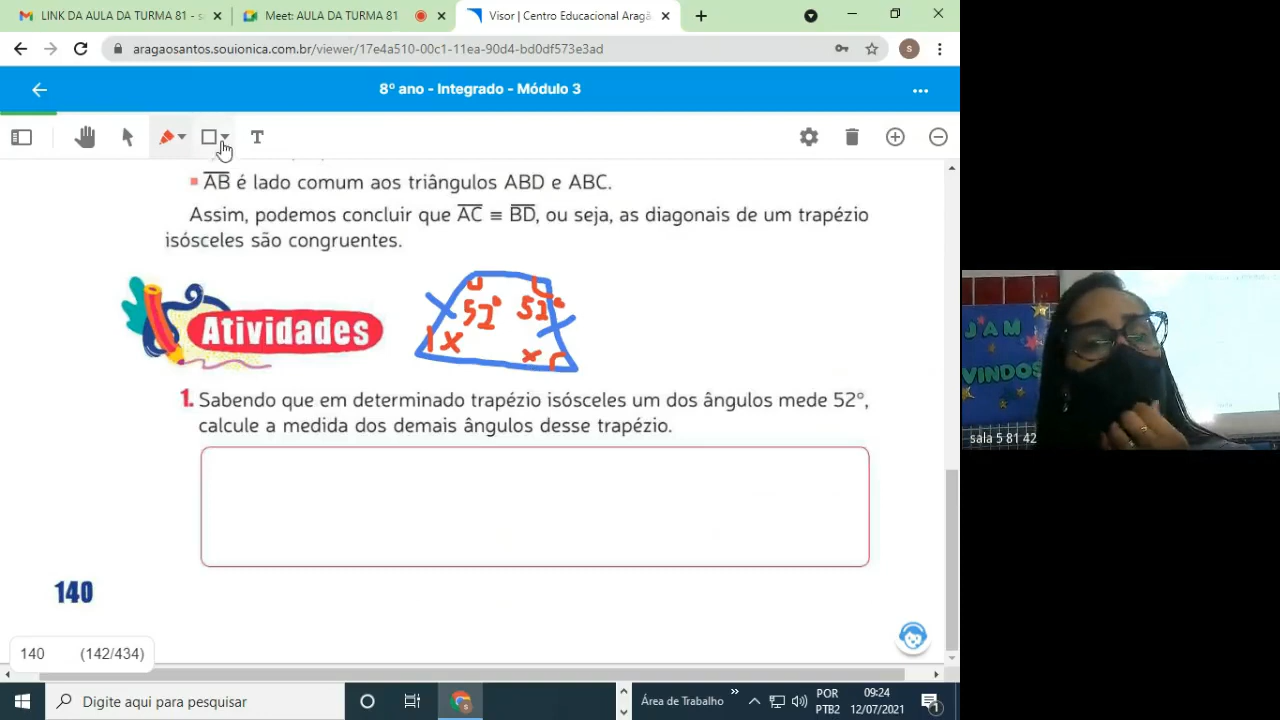 LINK DA TURMA 81 - s
Meet: AULA DA TURMA 81
Visor | Centro Educacional Aragã
aragaosantos.souionica.com.br/viewer/17e4a510-00c1-11ea-90d4-bd0df573e3ad
s
8º ano - Integrado - Módulo 3
T
AB é lado comum aos triângulos ABD e ABC.
Assim, podemos concluir que AC ≡ BD, ou seja, as diagonais de um trapézio
isósceles são congruentes.
52° 52°
x x
Atividades
1. Sabendo que em determinado trapézio isósceles um dos ângulos mede 52º,
calcule a medida dos demais ângulos desse trapézio.
140
140 (142/434)
JAM
VINDOS
sala 5 81 42
Digite aqui para pesquisar
Área de Trabalho
POR
PTB2
09:24
12/07/2021
1